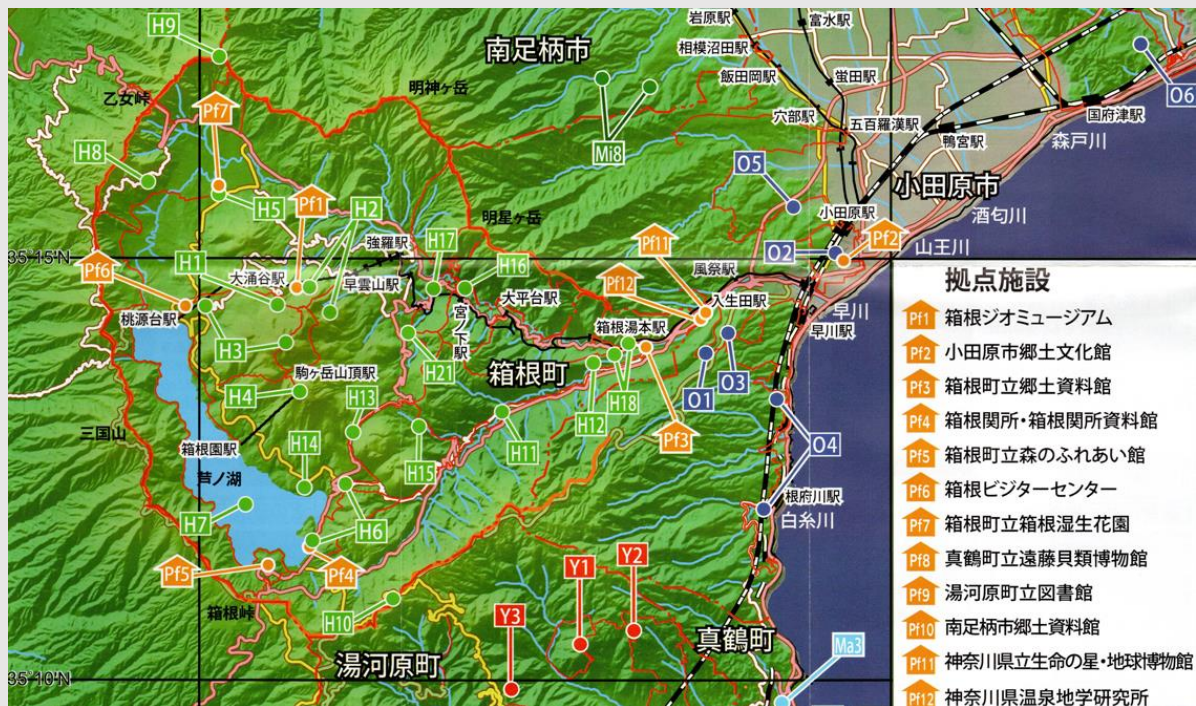 岩原駅
富水駅
H9
南足柄市
相模沼田駅
O6
飯田岡駅
蛍田駅
乙女峠
明神ヶ岳
Pf7
穴部駅
五百羅漢駅
国府津駅
鴨宮駅
森戸川
H8
Mi8
O5
小田原市
H5
Pf1
H2
明星ヶ岳
小田原駅
酒匂川
Pf2
山王川
35°15'N
H1
強羅駅
H17
H16
Pf11
O2
Pf6
大涌谷駅
早雲山駅
Pf12
風祭駅
桃源台駅
大平台駅
入生田駅
早川
宮ノ下駅
箱根湯本駅
早川駅
H3
駒ヶ岳山頂駅
H21
箱根町
O1
O3
H4
H13
H18
H12
Pf3
三国山
箱根園駅
H14
H15
H11
O4
芦ノ湖
根府川駅
白糸川
H7
H6
Pf5
Pf4
Y1
Y2
箱根峠
H10
Y3
真鶴町
Ma3
湯河原町
35°10'N
拠点施設
Pf1 箱根ジオミュージアム
Pf2 小田原市郷土文化館
Pf3 箱根町立郷土資料館
Pf4 箱根関所・箱根関所資料館
Pf5 箱根町立森のふれあい館
Pf6 箱根ビジターセンター
Pf7 箱根町立箱根湿生花園
Pf8 真鶴町立遠藤貝類博物館
Pf9 湯河原町立図書館
Pf10 南足柄市郷土資料館
Pf11 神奈川県立生命の星・地球博物館
Pf12 神奈川県温泉地学研究所